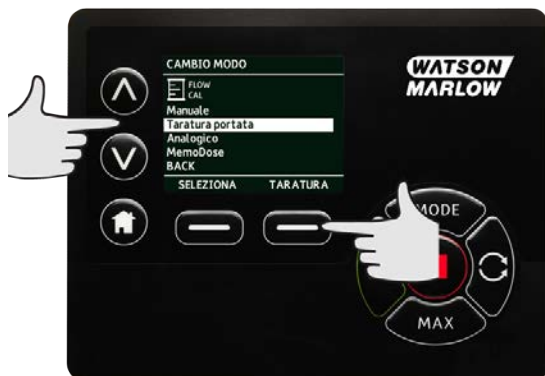 CAMBIO MODO
FLOW
CAL
Manuale
Taratura portata
Analogico
MemoDose
BACK
SELEZIONA TARATURA
WATSON
MARLOW
MODE
MAX